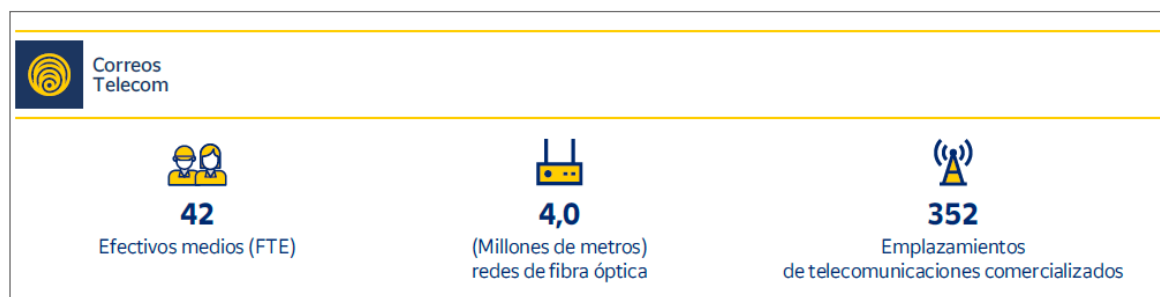 Correos
Telecom
42
Efectivos medios (FTE)
4,0
(Millones de metros)
redes de fibra óptica
352
Emplazamientos
de telecomunicaciones comercializados